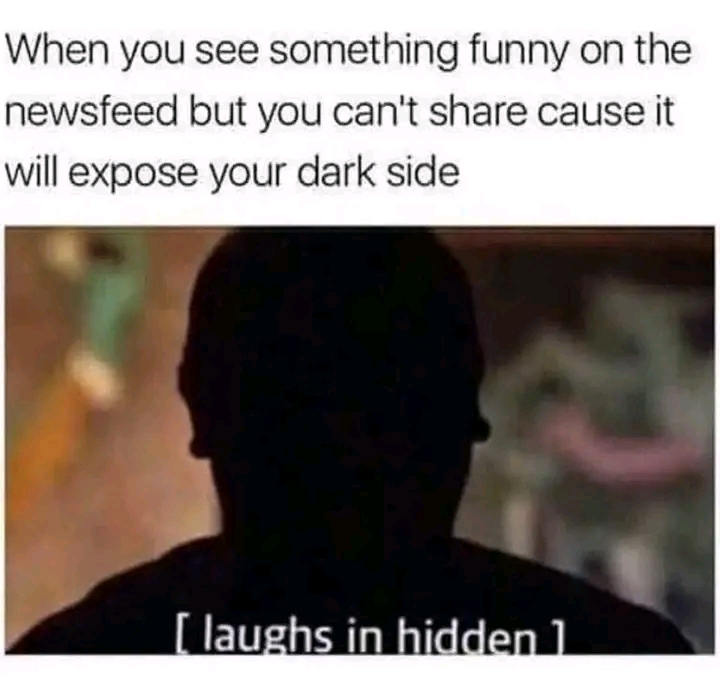 When you see something funny on the
newsfeed but you can't share cause it
will expose your dark side
[ laughs in hidden ]